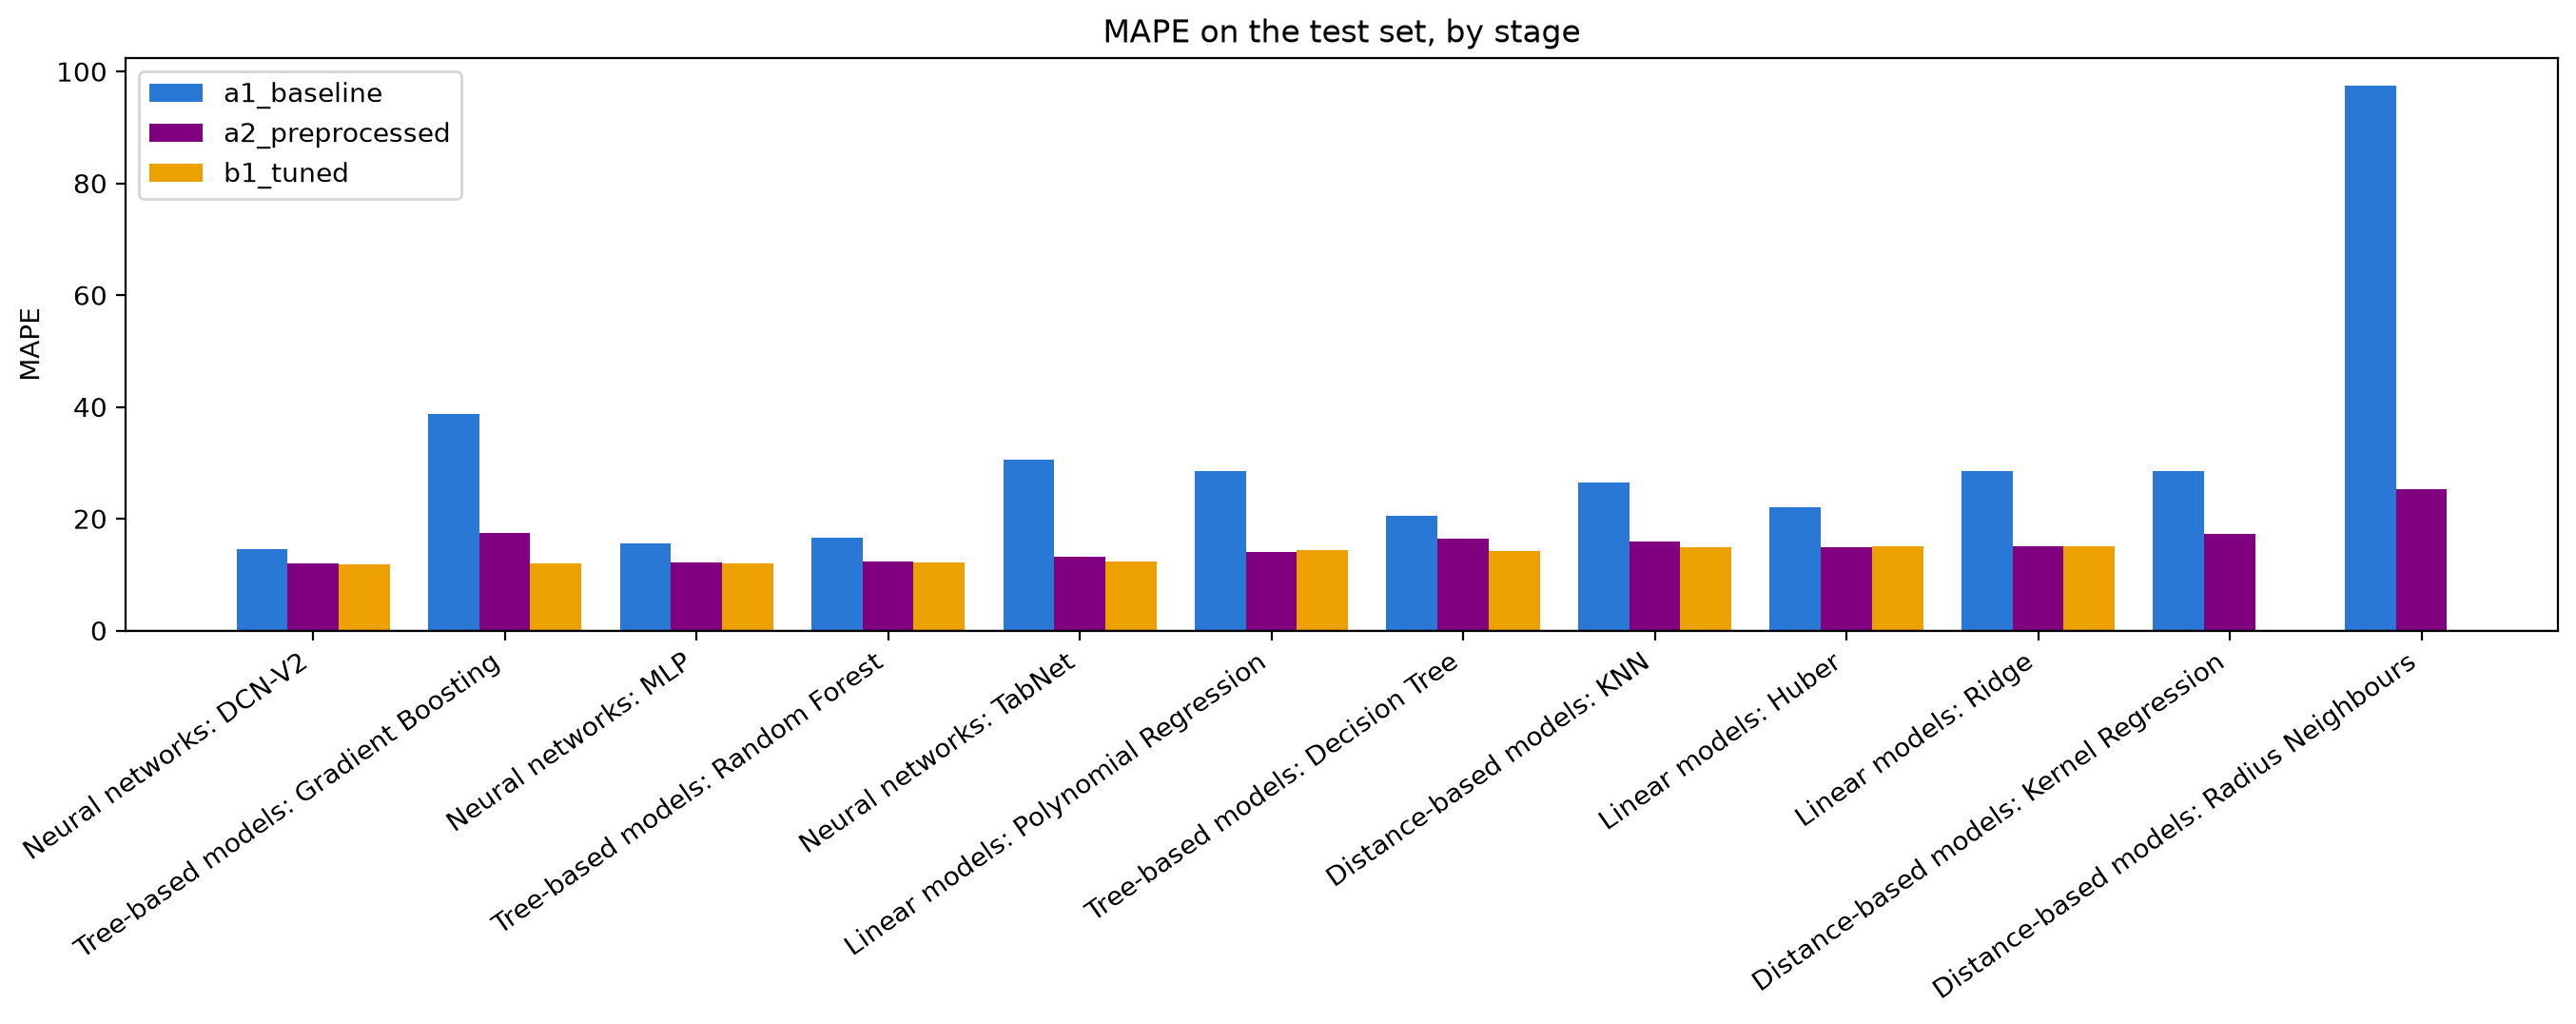 MAPE on the test set, by stage
a1_baseline
a2_preprocessed
b1_tuned
MAPE
100
80
60
40
20
0
Neural networks: DCN-V2
Tree-based models: Gradient Boosting
Neural networks: MLP
Tree-based models: Random Forest
Neural networks: TabNet
Linear models: Polynomial Regression
Tree-based models: Decision Tree
Distance-based models: KNN
Linear models: Huber
Linear models: Ridge
Distance-based models: Kernel Regression
Distance-based models: Radius Neighbours